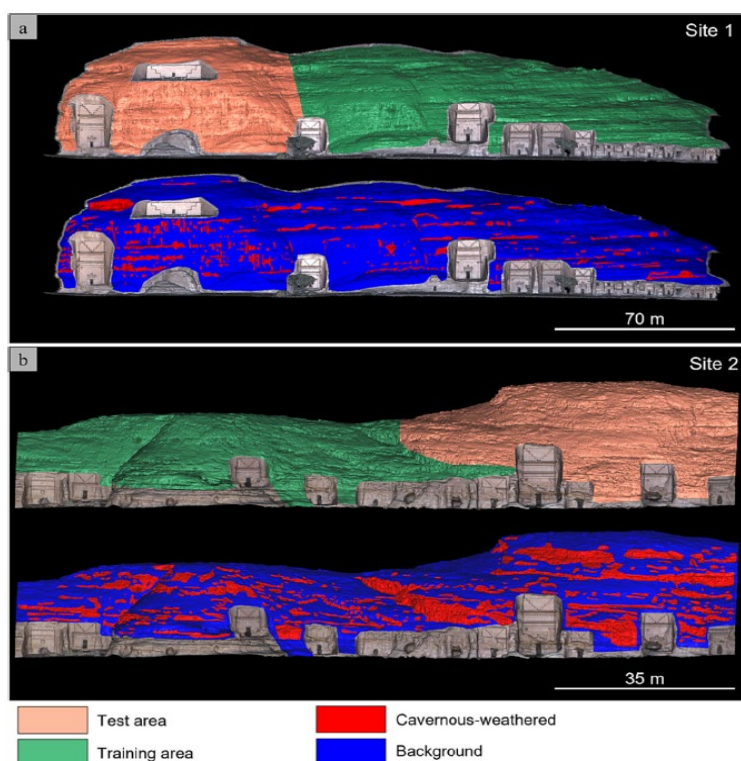 a
Site 1
70 m
b
Site 2
35 m
Test area
Cavernous-weathered
Training area
Background